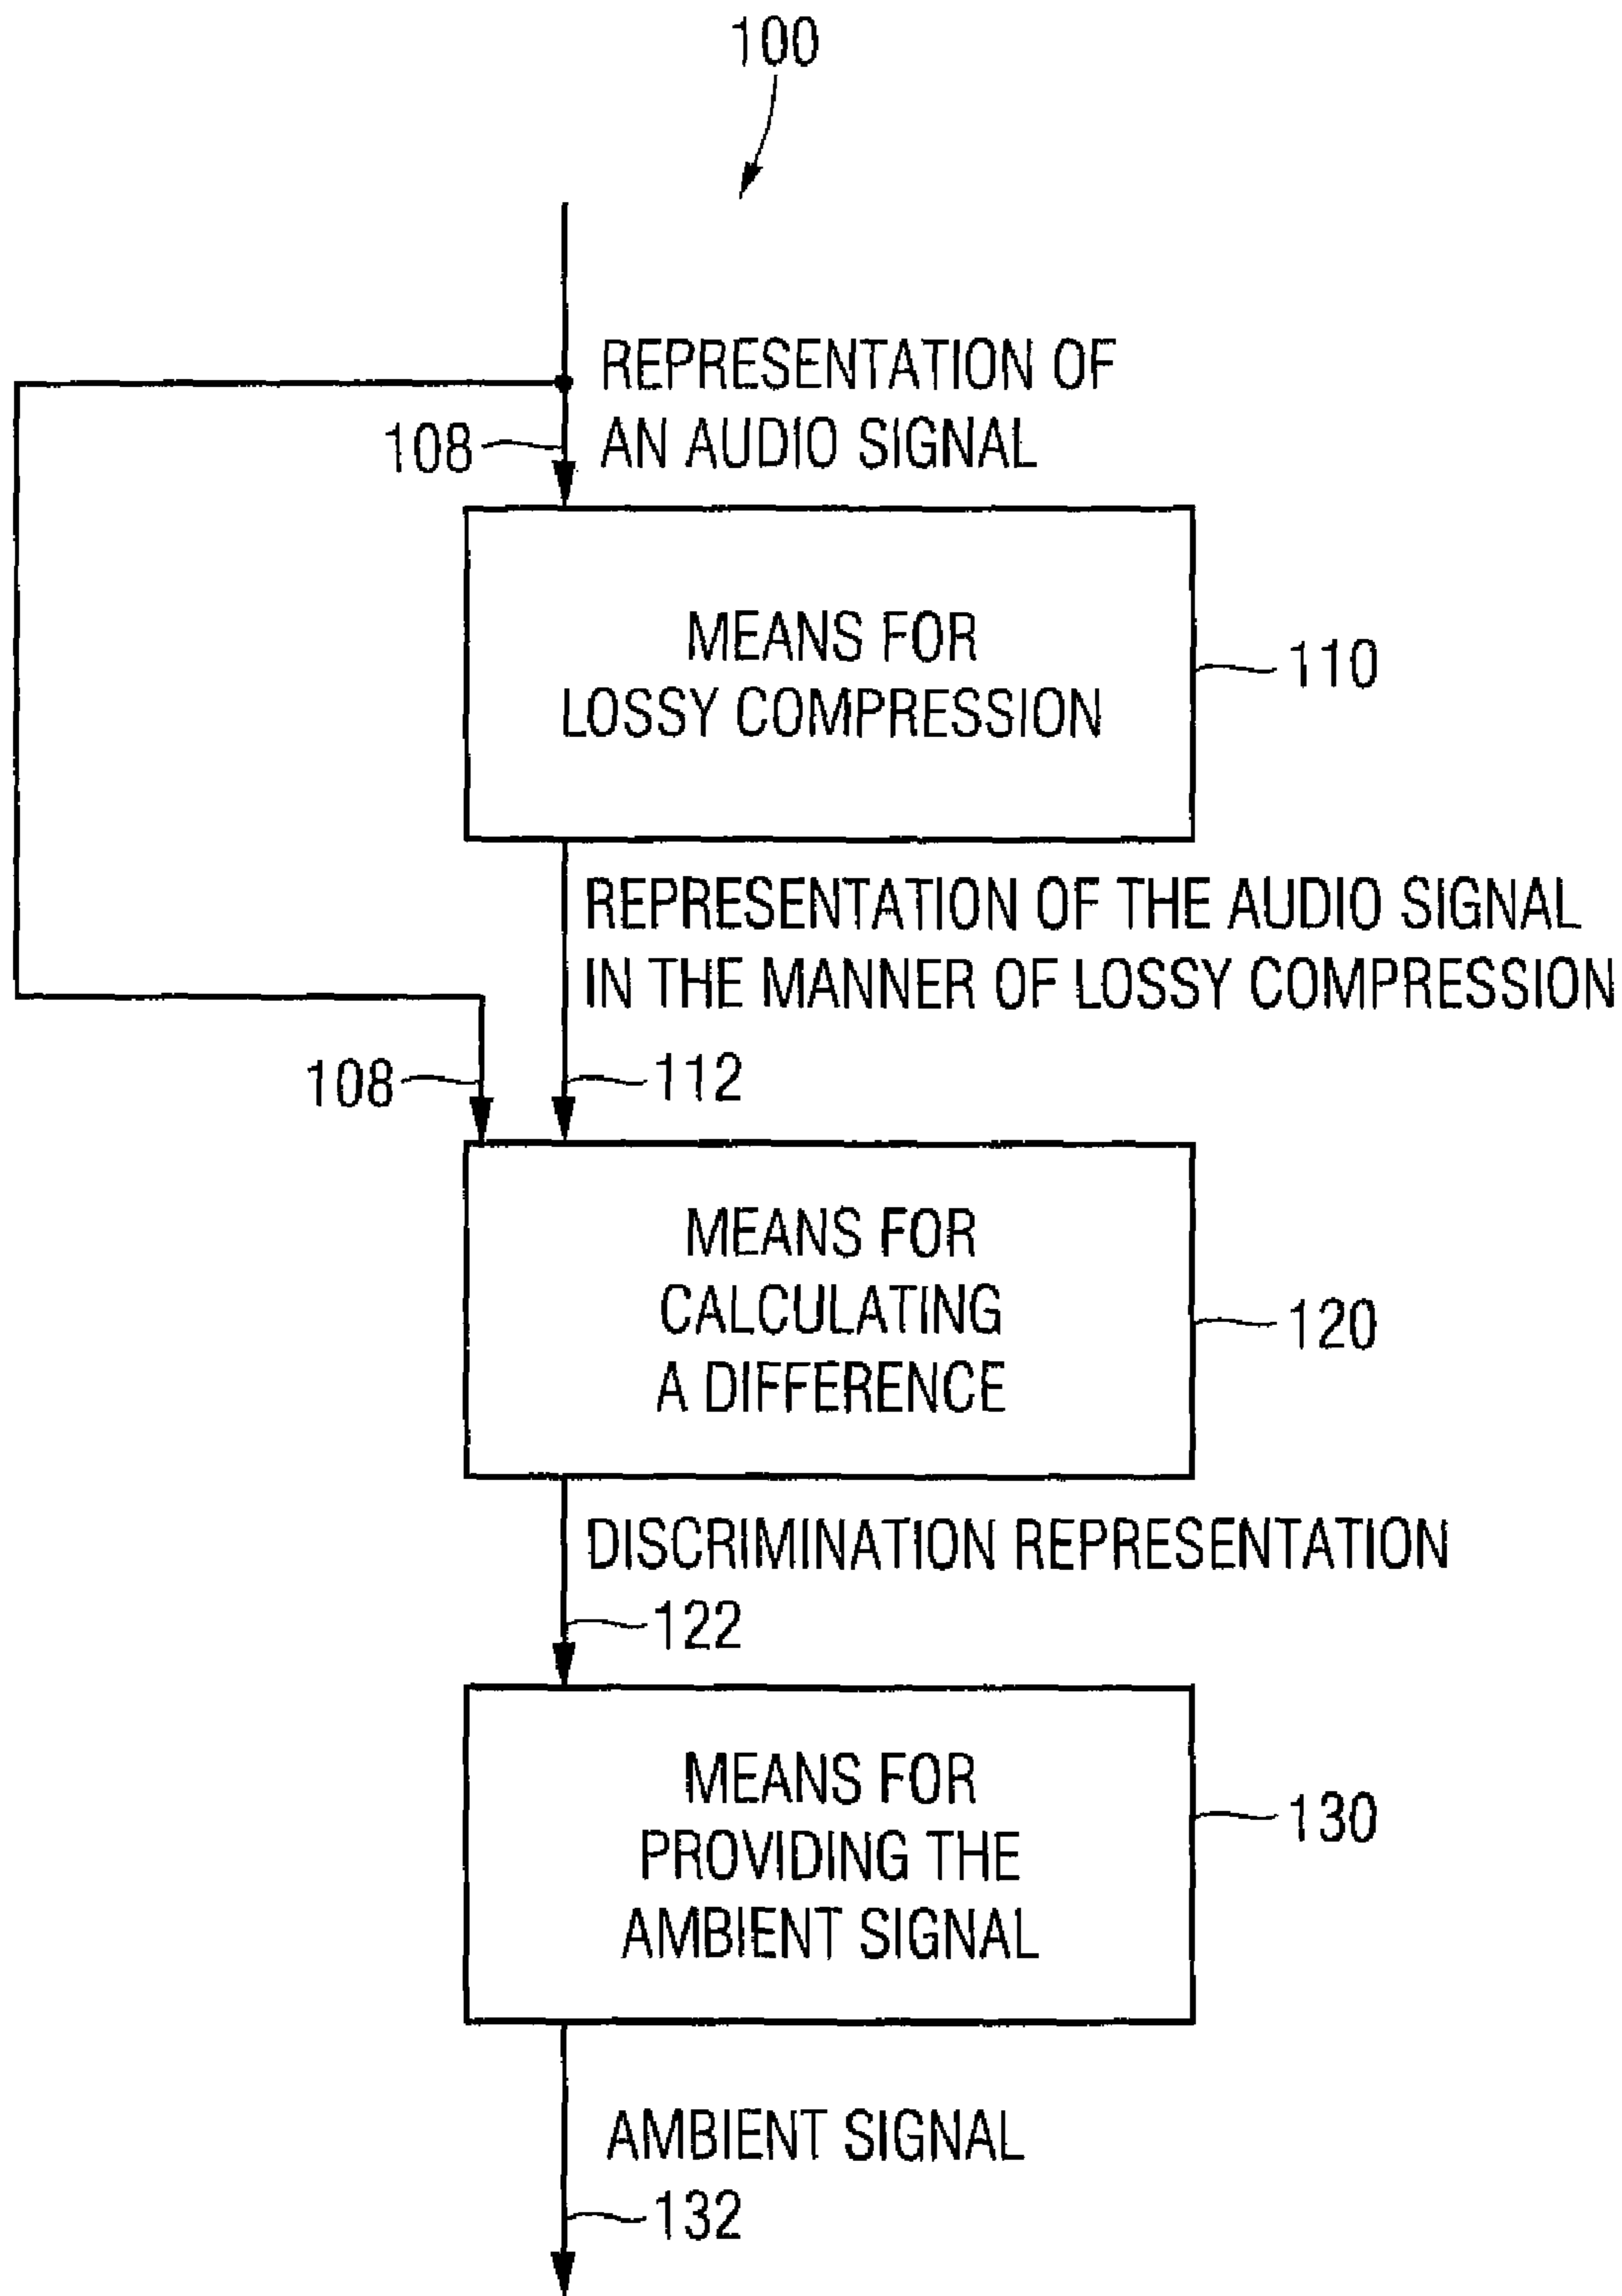 100
REPRESENTATION OF
AN AUDIO SIGNAL
108
MEANS FOR
LOSSY COMPRESSION
110
REPRESENTATION OF THE AUDIO SIGNAL
IN THE MANNER OF LOSSY COMPRESSION
108
112
MEANS FOR
CALCULATING
A DIFFERENCE
120
DISCRIMINATION REPRESENTATION
122
MEANS FOR
PROVIDING THE
AMBIENT SIGNAL
130
AMBIENT SIGNAL
132